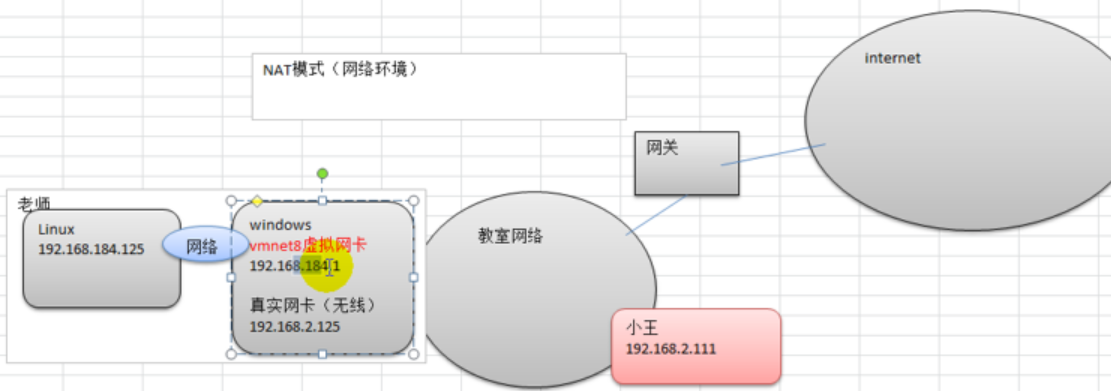 NAT模式（网络环境）
internet
网关
老师
Linux
192.168.184.125
网络
windows
vmnet8虚拟网卡
192.168.184.1
真实网卡（无线）
192.168.2.125
教室网络
小王
192.168.2.111